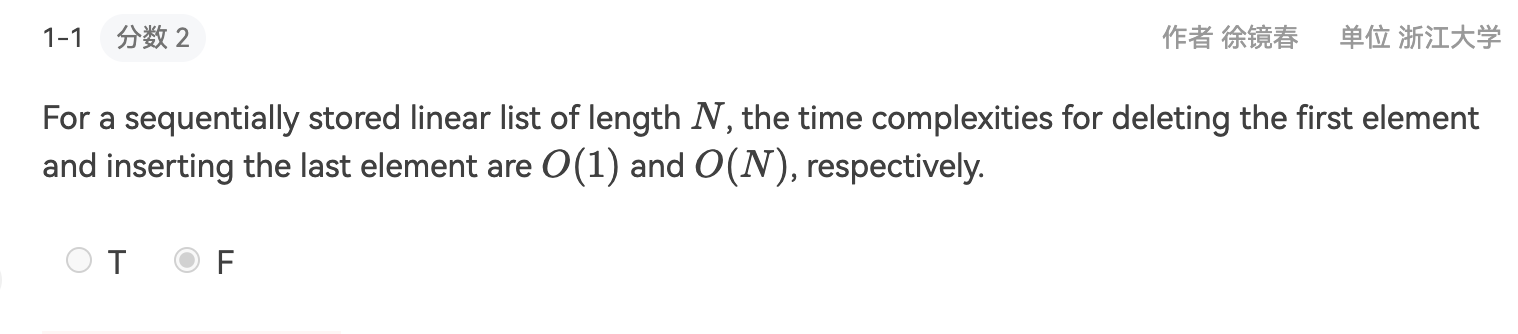 1-1 分数 2 作者 徐镜春 单位 浙江大学
For a sequentially stored linear list of length N, the time complexities for deleting the first element
and inserting the last element are O(1) and O(N), respectively.
T F